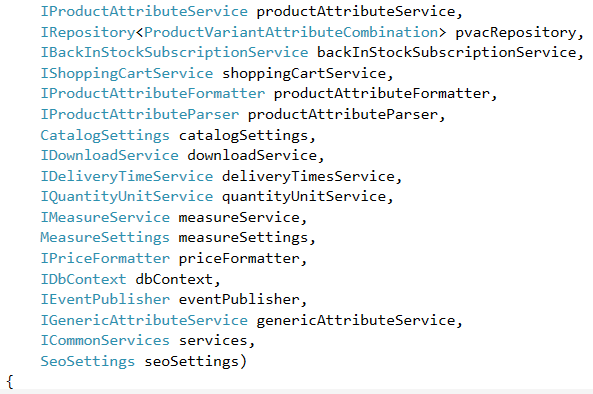 IProductAttributeService productAttributeService,
IRepository<ProductVariantAttributeCombination> pvacRepository,
IBackInStockSubscriptionService backInStockSubscriptionService,
IShoppingCartService shoppingCartService,
IProductAttributeFormatter productAttributeFormatter,
IProductAttributeParser productAttributeParser,
CatalogSettings catalogSettings,
IDownloadService downloadService,
IDeliveryTimeService deliveryTimesService,
IQuantityUnitService quantityUnitService,
IMeasureService measureService,
MeasureSettings measureSettings,
IPriceFormatter priceFormatter,
IDbContext dbContext,
IEventPublisher eventPublisher,
IGenericAttributeService genericAttributeService,
ICommonServices services,
SeoSettings seoSettings)
{